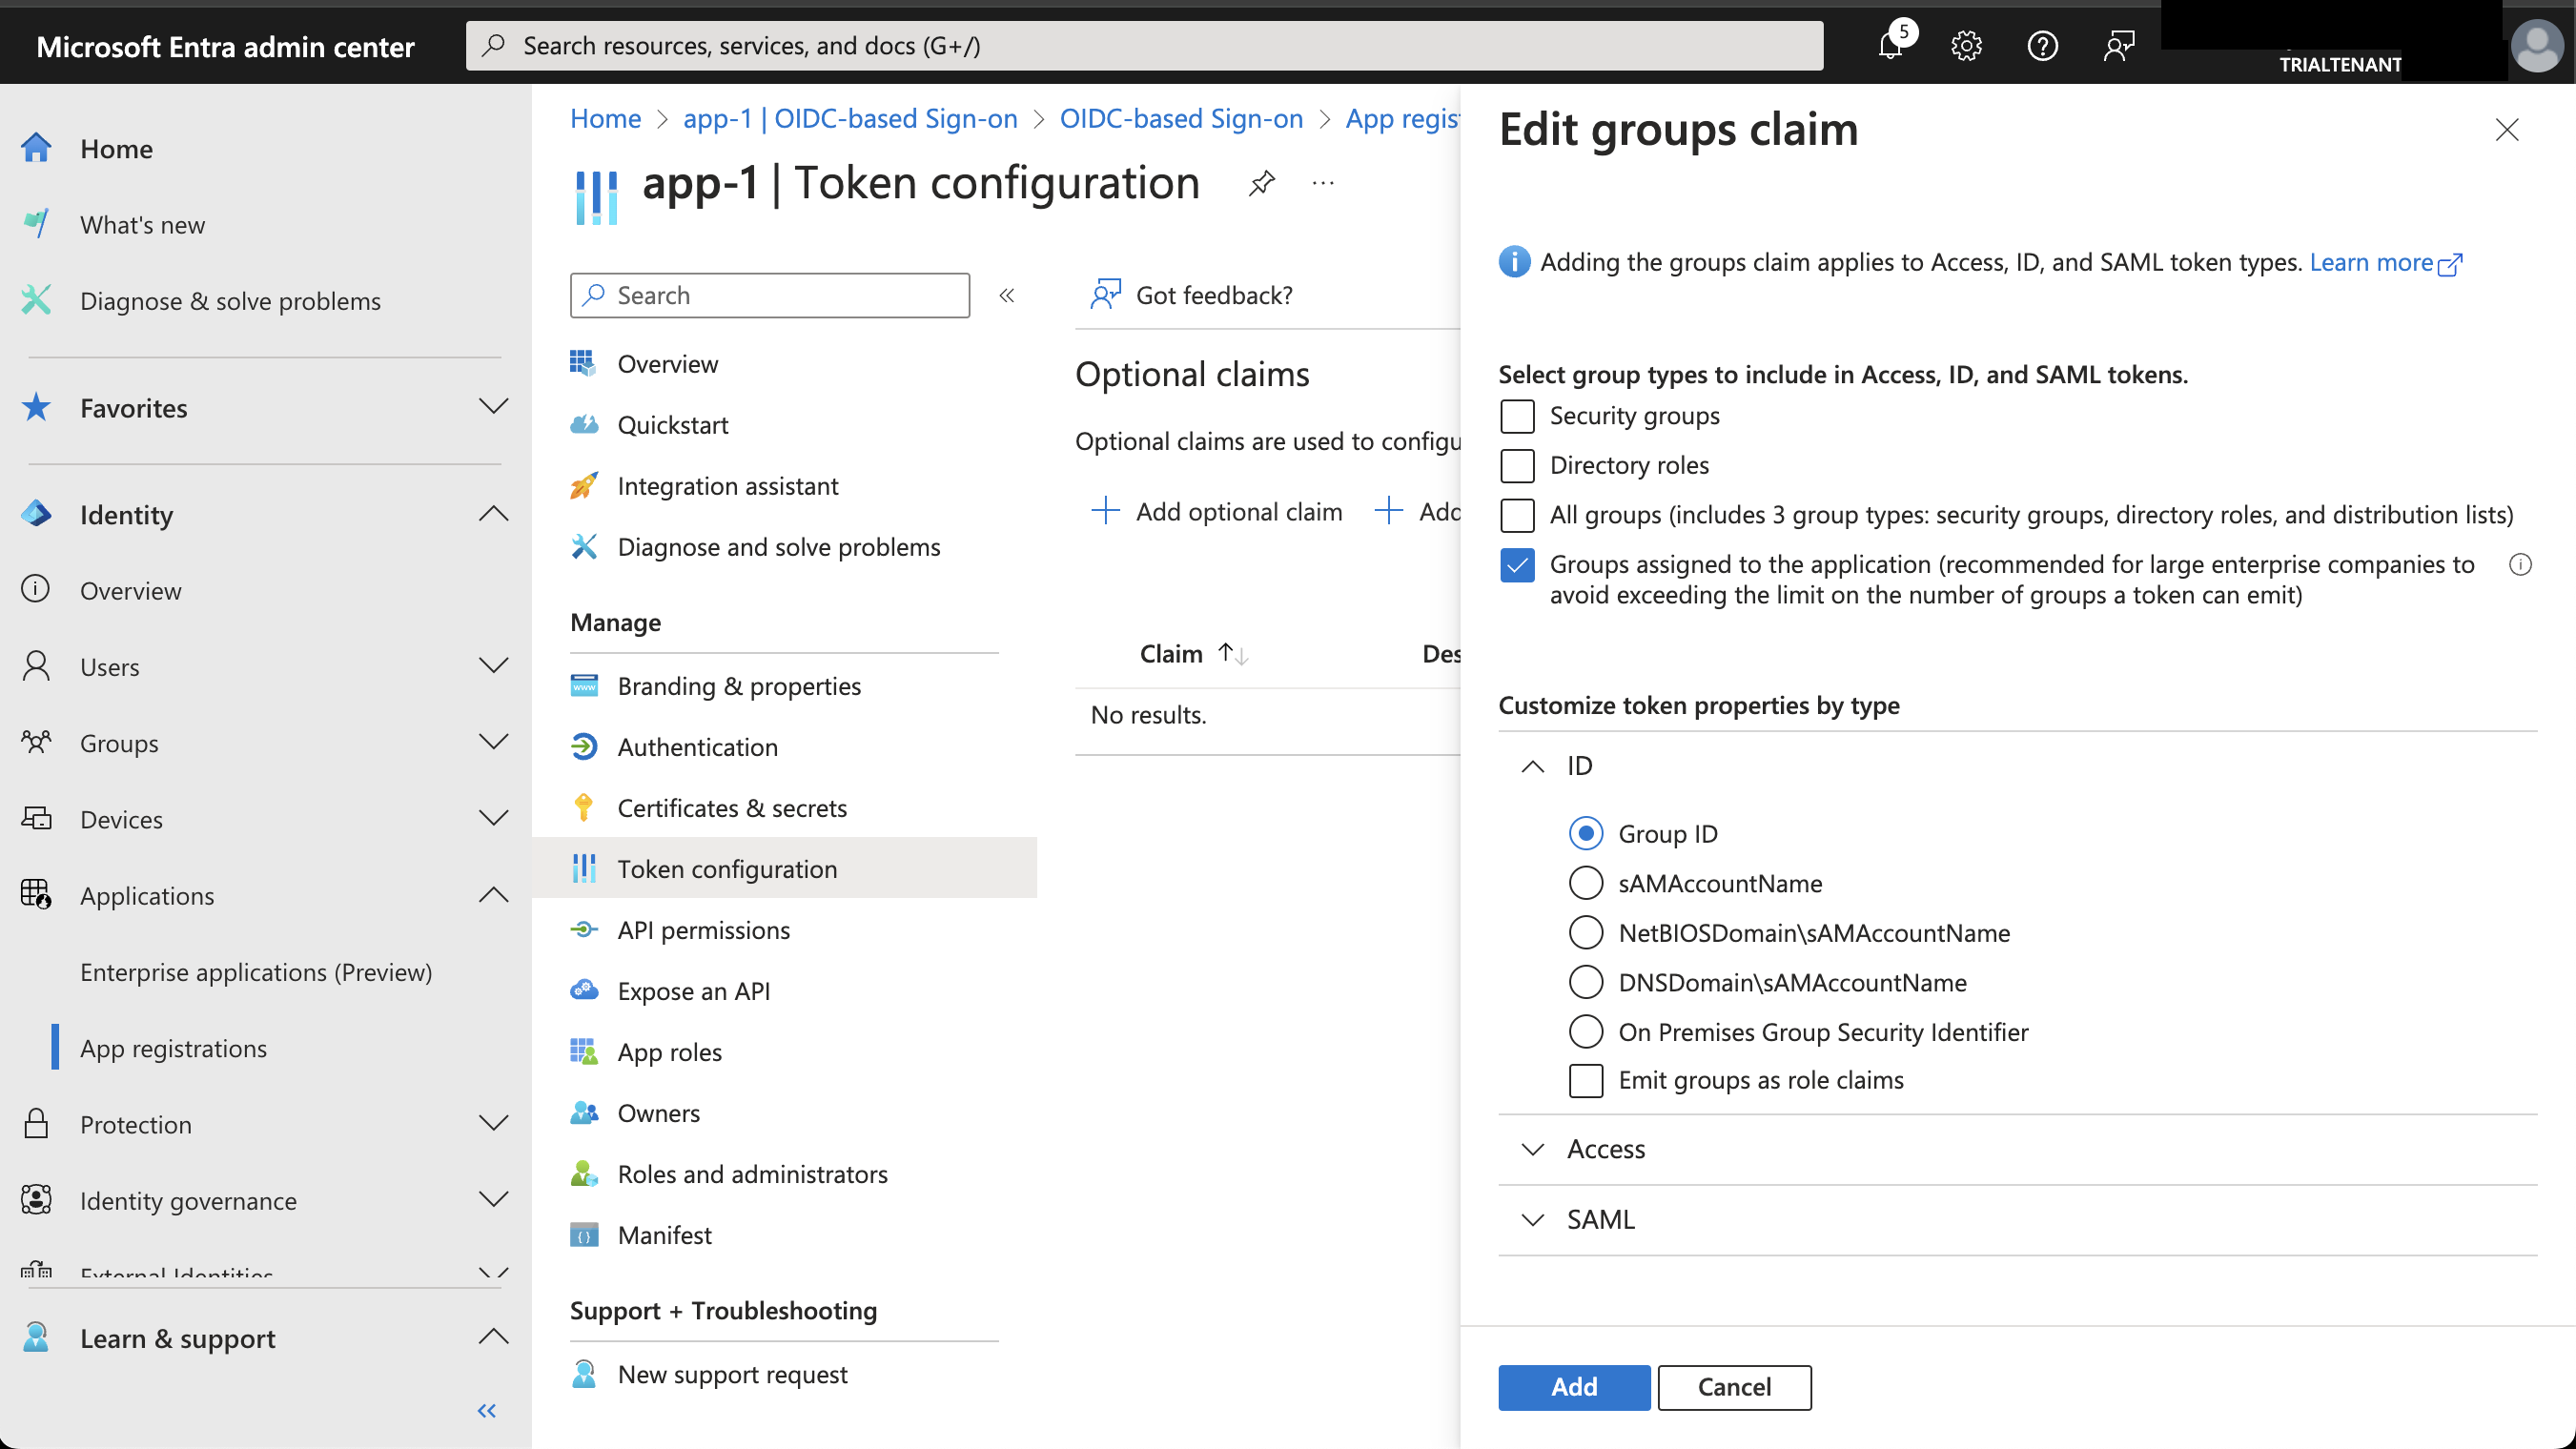 Microsoft Entra admin center
Search resources, services, and docs (G+/)
5
TRIALTENANT
Home
What's new
Diagnose & solve problems
Favorites
Identity
Overview
Users
Groups
Devices
Applications
Enterprise applications (Preview)
App registrations
Protection
Identity governance
External Identities
Learn & support
Home > app-1 | OIDC-based Sign-on > OIDC-based Sign-on > App regis
app-1 | Token configuration
Search
Overview
Quickstart
Integration assistant
Diagnose and solve problems
Manage
Branding & properties
Authentication
Certificates & secrets
Token configuration
API permissions
Expose an API
App roles
Owners
Roles and administrators
Manifest
Support + Troubleshooting
New support request
Got feedback?
Optional claims
Optional claims are used to configu
Add optional claim
Add
Claim
Des
No results.
Edit groups claim
Adding the groups claim applies to Access, ID, and SAML token types. Learn more
Select group types to include in Access, ID, and SAML tokens.
Security groups
Directory roles
All groups (includes 3 group types: security groups, directory roles, and distribution lists)
Groups assigned to the application (recommended for large enterprise companies to
avoid exceeding the limit on the number of groups a token can emit)
Customize token properties by type
ID
Group ID
sAMAccountName
NetBIOSDomain\sAMAccountName
DNSDomain\sAMAccountName
On Premises Group Security Identifier
Emit groups as role claims
Access
SAML
Add
Cancel